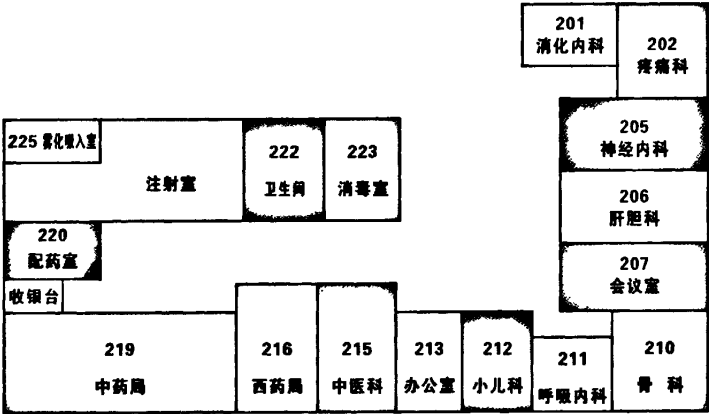 201
消化内科
202
疼痛科
205
神经内科
206
肝胆科
207
会议室
225 雾化吸入室
注射室
222
卫生间
223
消毒室
220
配药室
收银台
219
中药局
216
西药局
215
中医科
213
办公室
212
小儿科
211
呼吸内科
210
骨 科